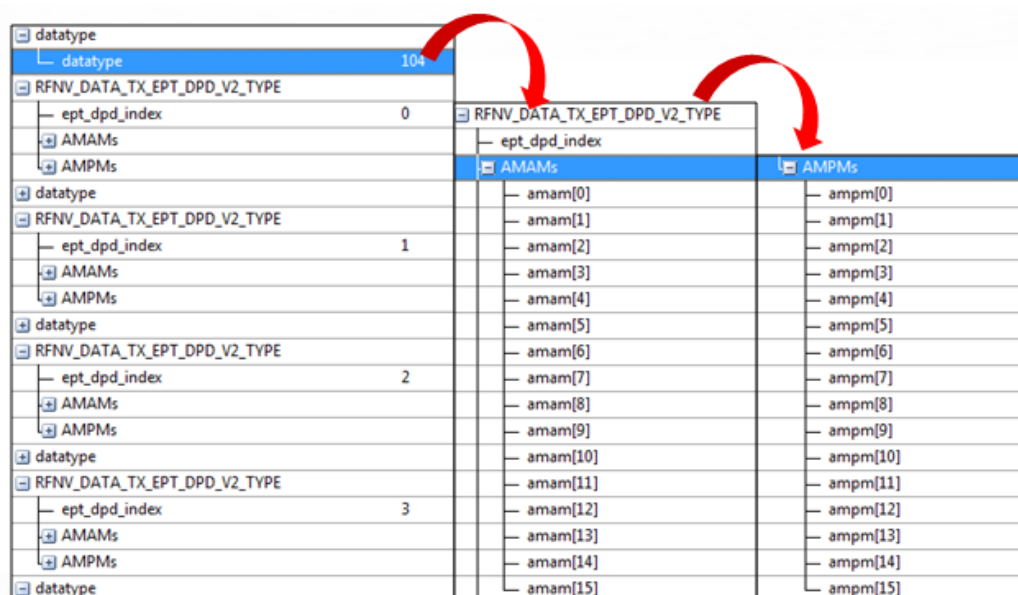 datatype
datatype 104
RFNV_DATA_TX_EPT_DPD_V2_TYPE
ept_dpd_index 0
AMAMs
AMPMs
datatype
RFNV_DATA_TX_EPT_DPD_V2_TYPE
ept_dpd_index 1
AMAMs
AMPMs
datatype
RFNV_DATA_TX_EPT_DPD_V2_TYPE
ept_dpd_index 2
AMAMs
AMPMs
datatype
RFNV_DATA_TX_EPT_DPD_V2_TYPE
ept_dpd_index 3
AMAMs
AMPMs
datatype
RFNV_DATA_TX_EPT_DPD_V2_TYPE
ept_dpd_index
AMAMs
amam[0]
amam[1]
amam[2]
amam[3]
amam[4]
amam[5]
amam[6]
amam[7]
amam[8]
amam[9]
amam[10]
amam[11]
amam[12]
amam[13]
amam[14]
amam[15]
AMPMs
ampm[0]
ampm[1]
ampm[2]
ampm[3]
ampm[4]
ampm[5]
ampm[6]
ampm[7]
ampm[8]
ampm[9]
ampm[10]
ampm[11]
ampm[12]
ampm[13]
ampm[14]
ampm[15]